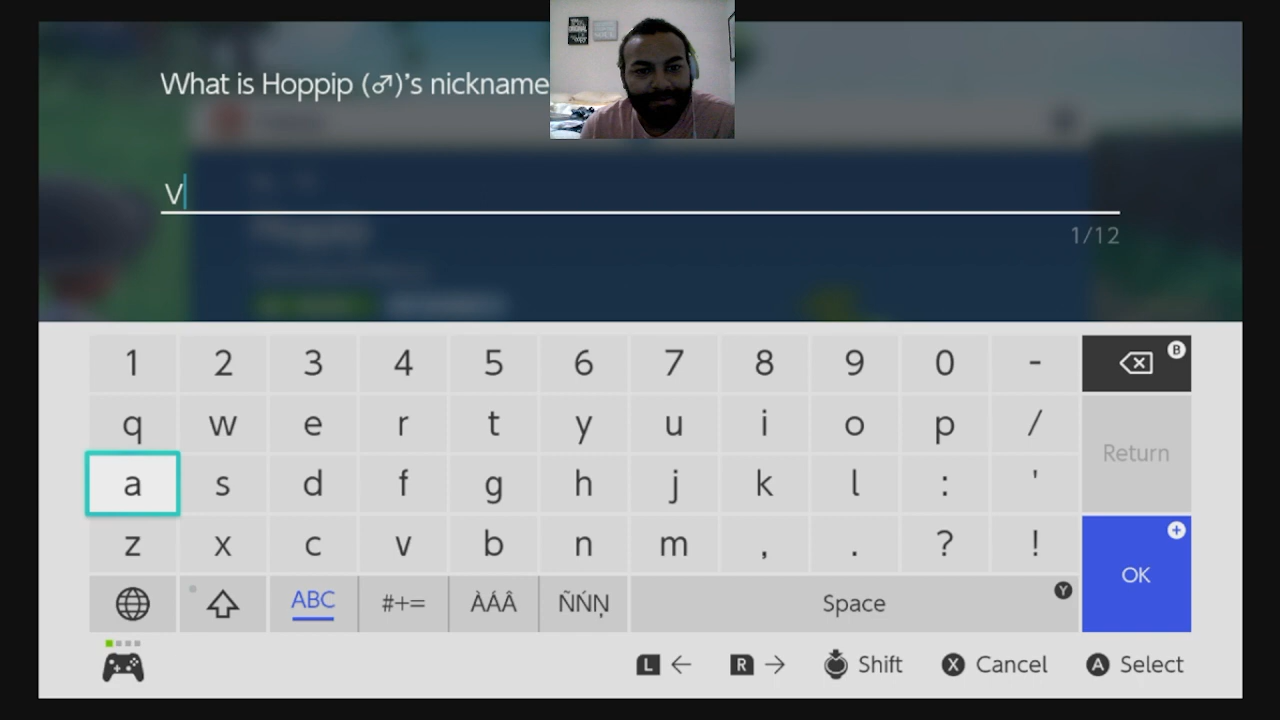 What is Hoppip (♂)'s nickname
V
1/12
1 2 3 4 5 6 7 8 9 0 -
q w e r t y u i o p /
Return
a s d f g h j k l : '
z x c v b n m , . ? !
OK
ABC #+= ÀÁÂ ÑŃŅ Space
L ← R → Shift X Cancel A Select
B
+
Y